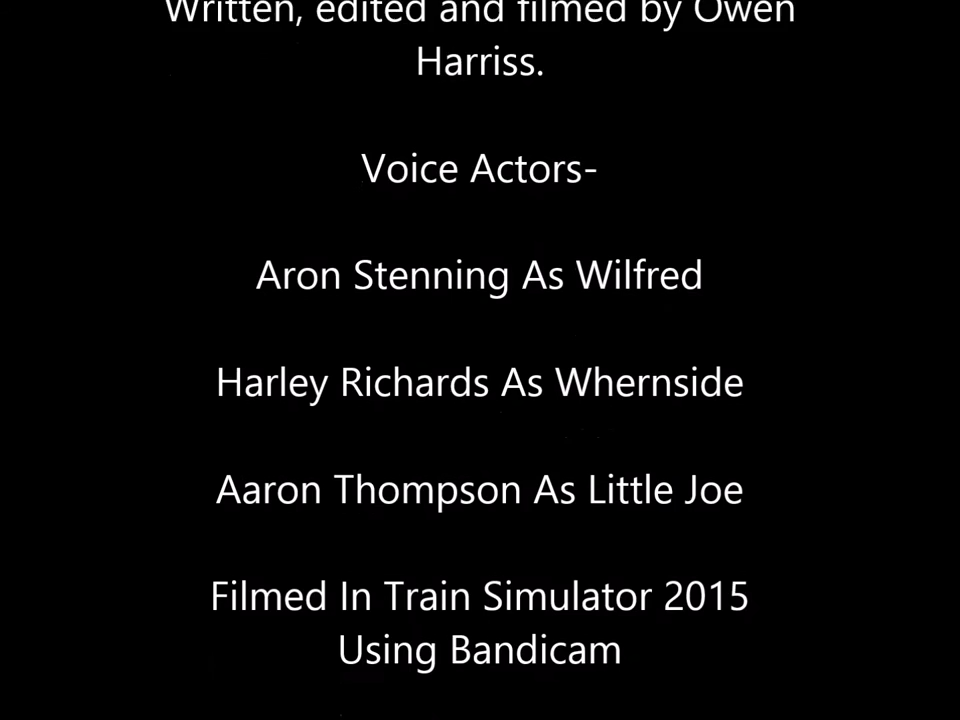 Written, edited and filmed by Owen
Harriss.
Voice Actors-
Aron Stenning As Wilfred
Harley Richards As Whernside
Aaron Thompson As Little Joe
Filmed In Train Simulator 2015
Using Bandicam